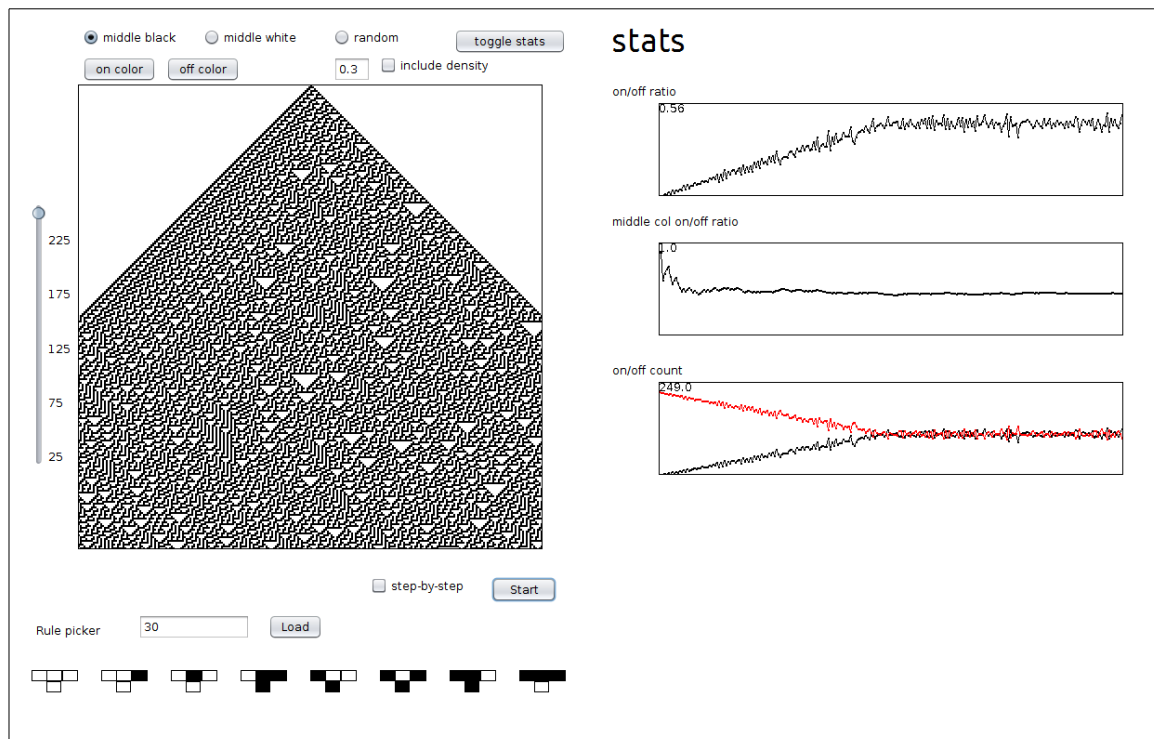 middle black
middle white
random
toggle stats
on color
off color
0.3
include density
225
175
125
75
25
step-by-step
Start
Rule picker
30
Load
stats
on/off ratio
0.56
middle col on/off ratio
1.0
on/off count
249.0